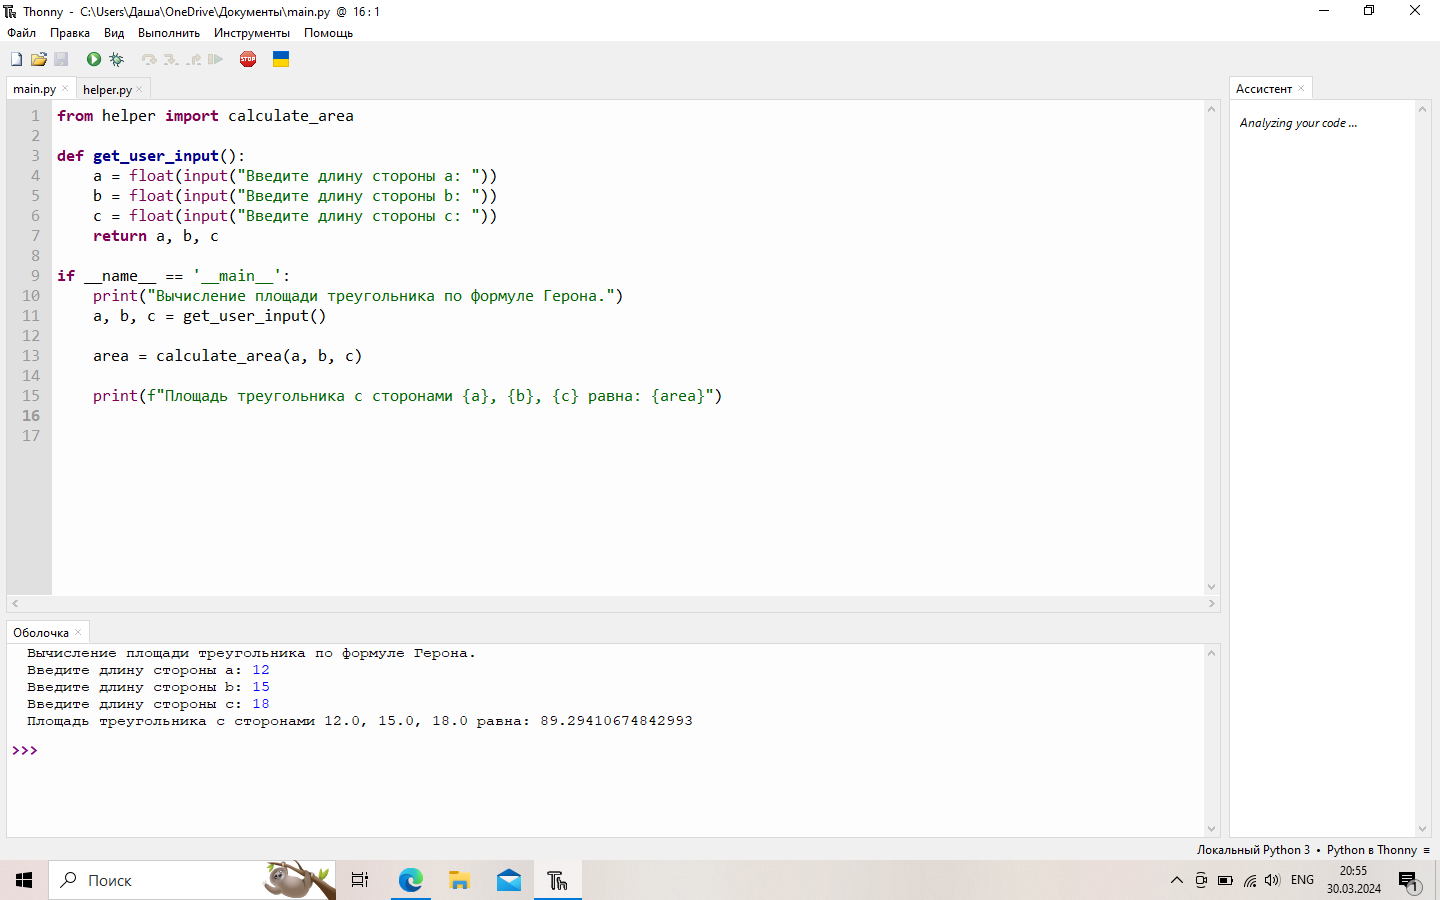 Thonny - C:\Users\Даша\OneDrive\Документы\main.py @ 16:1
Файл Правка Вид Выполнить Инструменты Помощь
STOP
main.py helper.py
Ассистент
Analyzing your code ...
1 from helper import calculate_area
2
3 def get_user_input():
4 a = float(input("Введите длину стороны a: "))
5 b = float(input("Введите длину стороны b: "))
6 c = float(input("Введите длину стороны c: "))
7 return a, b, c
8
9 if __name__ == '__main__':
10 print("Вычисление площади треугольника по формуле Герона.")
11 a, b, c = get_user_input()
12
13 area = calculate_area(a, b, c)
14
15 print(f"Площадь треугольника с сторонами {a}, {b}, {c} равна: {area}")
16
17
Оболочка
Вычисление площади треугольника по формуле Герона.
Введите длину стороны a: 12
Введите длину стороны b: 15
Введите длину стороны c: 18
Площадь треугольника с сторонами 12.0, 15.0, 18.0 равна: 89.29410674842993
>>>
Локальный Python 3 • Python в Thonny ≡
Поиск
ENG
20:55
30.03.2024
1